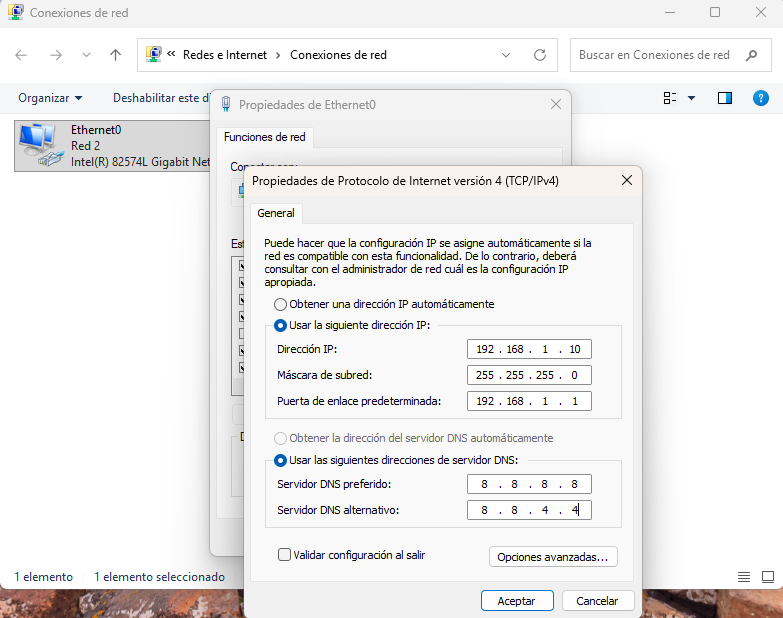 Conexiones de red
« Redes e Internet > Conexiones de red
Buscar en Conexiones de red
Organizar
Deshabilitar este d
Ethernet0
Red 2
Intel(R) 82574L Gigabit Net
Propiedades de Ethernet0
Funciones de red
Propiedades de Protocolo de Internet versión 4 (TCP/IPv4)
General
Puede hacer que la configuración IP se asigne automáticamente si la
red es compatible con esta funcionalidad. De lo contrario, deberá
consultar con el administrador de red cuál es la configuración IP
apropiada.
Obtener una dirección IP automáticamente
Usar la siguiente dirección IP:
Dirección IP: 192 . 168 . 1 . 10
Máscara de subred: 255 . 255 . 255 . 0
Puerta de enlace predeterminada: 192 . 168 . 1 . 1
Obtener la dirección del servidor DNS automáticamente
Usar las siguientes direcciones de servidor DNS:
Servidor DNS preferido: 8 . 8 . 8 . 8
Servidor DNS alternativo: 8 . 8 . 4 . 4
Validar configuración al salir
Opciones avanzadas...
Aceptar
Cancelar
1 elemento
1 elemento seleccionado